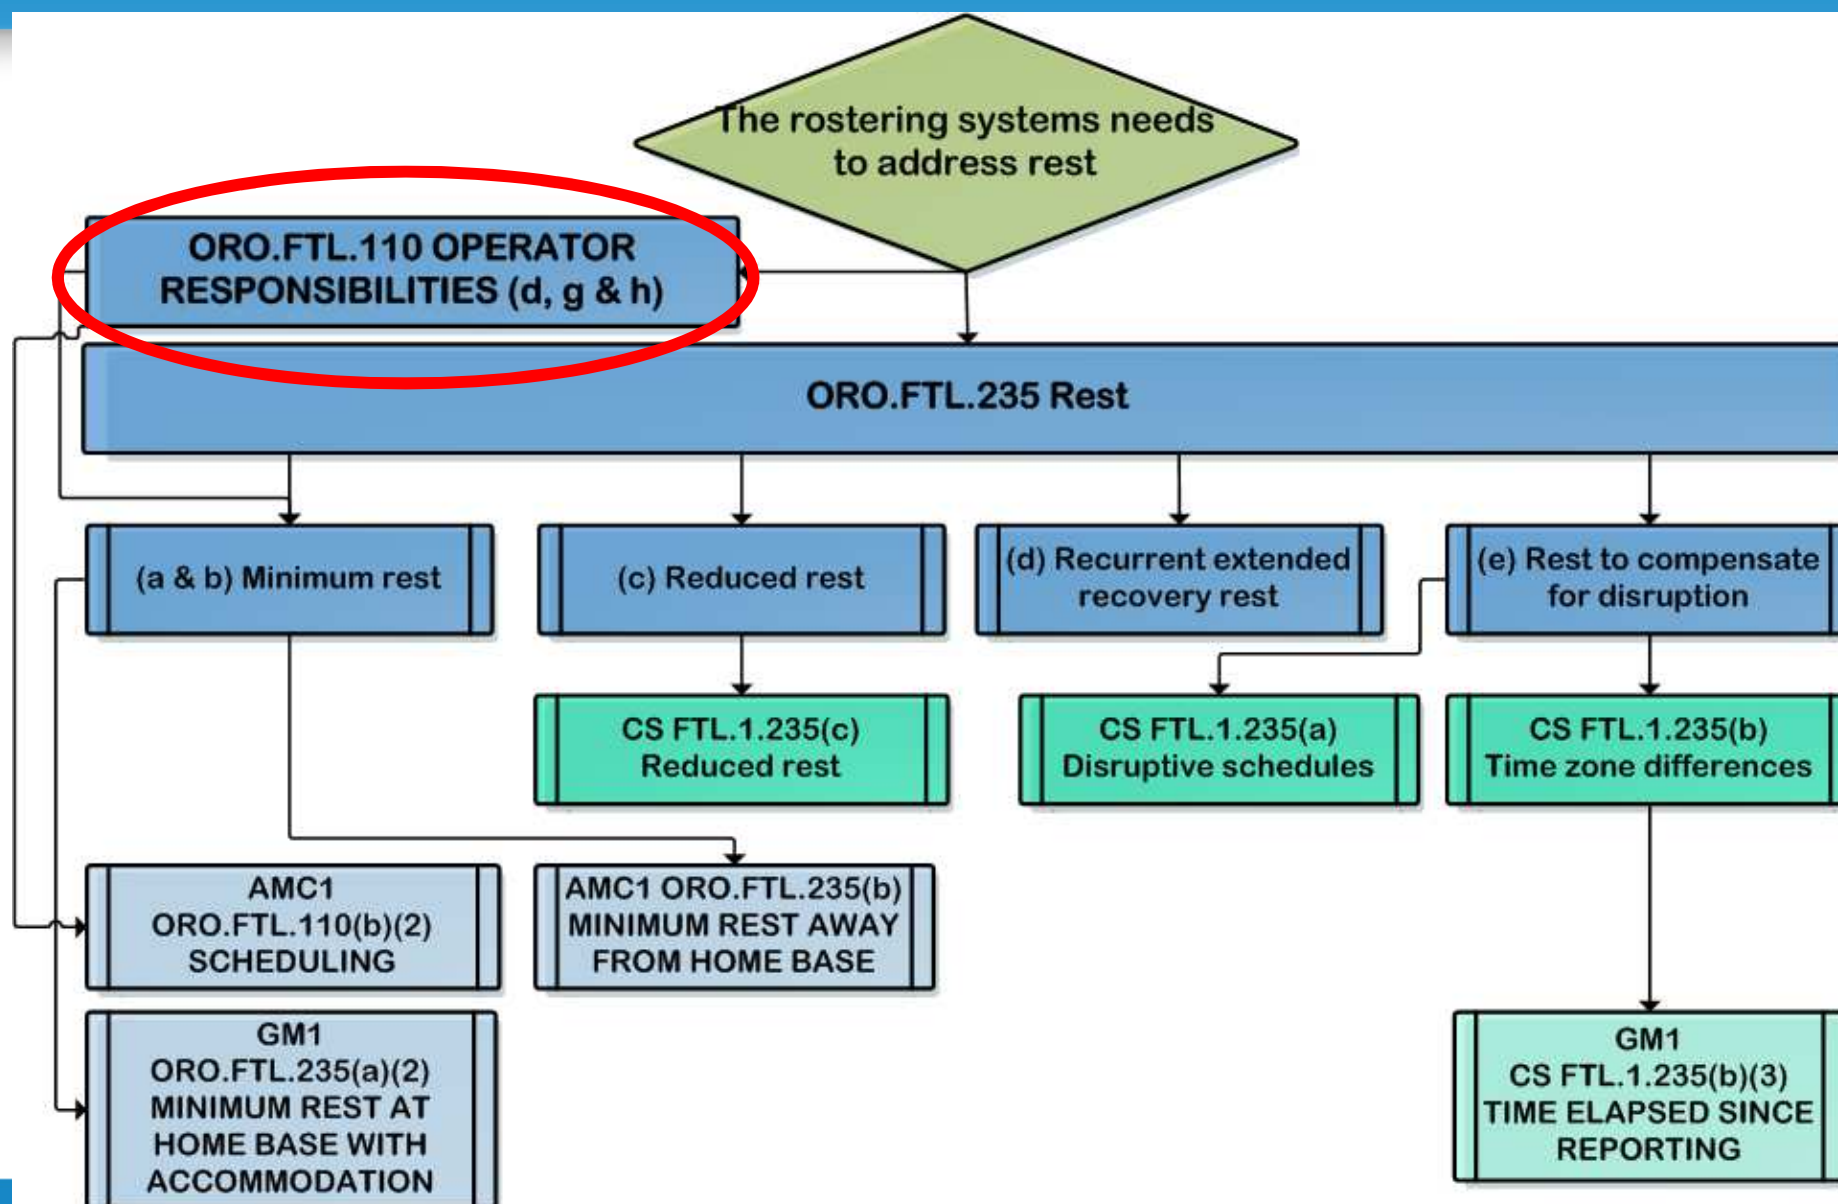 The rostering systems needs
to address rest
ORO.FTL.110 OPERATOR
RESPONSIBILITIES (d, g & h)
ORO.FTL.235 Rest
(a & b) Minimum rest
(c) Reduced rest
(d) Recurrent extended
recovery rest
(e) Rest to compensate
for disruption
CS FTL.1.235(c)
Reduced rest
CS FTL.1.235(a)
Disruptive schedules
CS FTL.1.235(b)
Time zone differences
AMC1
ORO.FTL.110(b)(2)
SCHEDULING
AMC1 ORO.FTL.235(b)
MINIMUM REST AWAY
FROM HOME BASE
GM1
ORO.FTL.235(a)(2)
MINIMUM REST AT
HOME BASE WITH
ACCOMMODATION
GM1
CS FTL.1.235(b)(3)
TIME ELAPSED SINCE
REPORTING